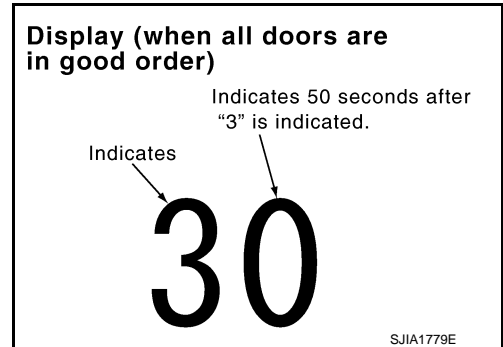 Display (when all doors are
in good order)
Indicates 50 seconds after
“3” is indicated.
Indicates
30
SJIA1779E